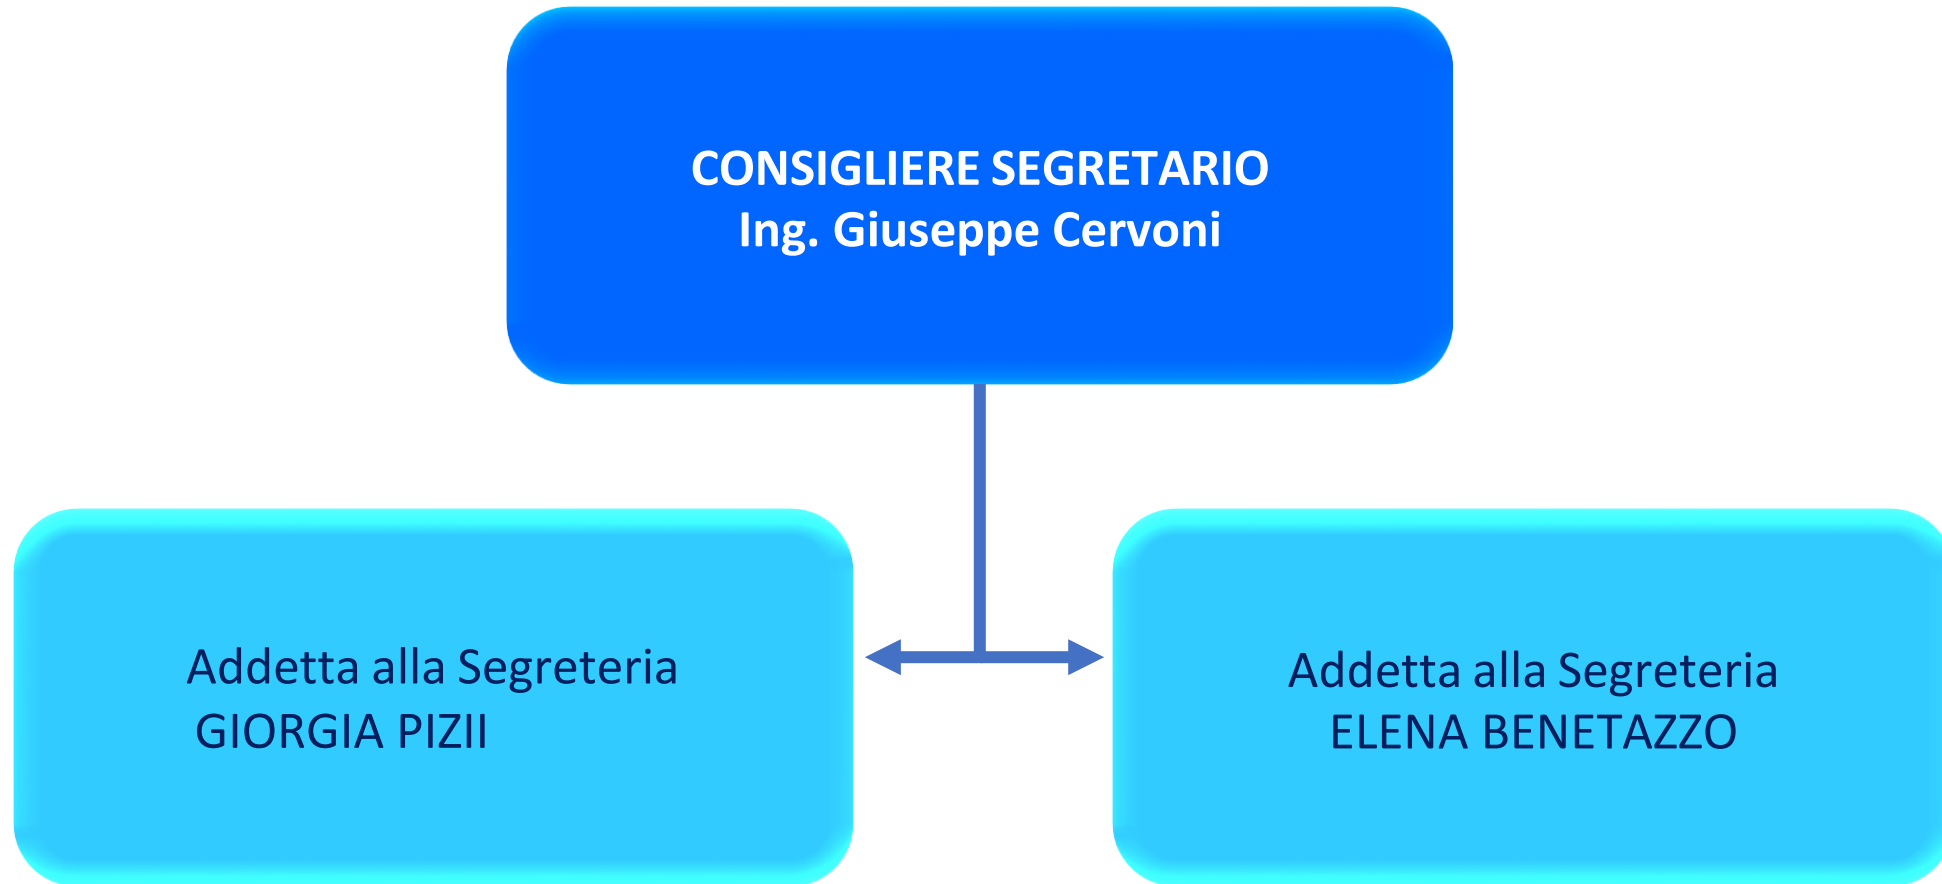 CONSIGLIERE SEGRETARIO
Ing. Giuseppe Cervoni
Addetta alla Segreteria
GIORGIA PIZII
Addetta alla Segreteria
ELENA BENETAZZO